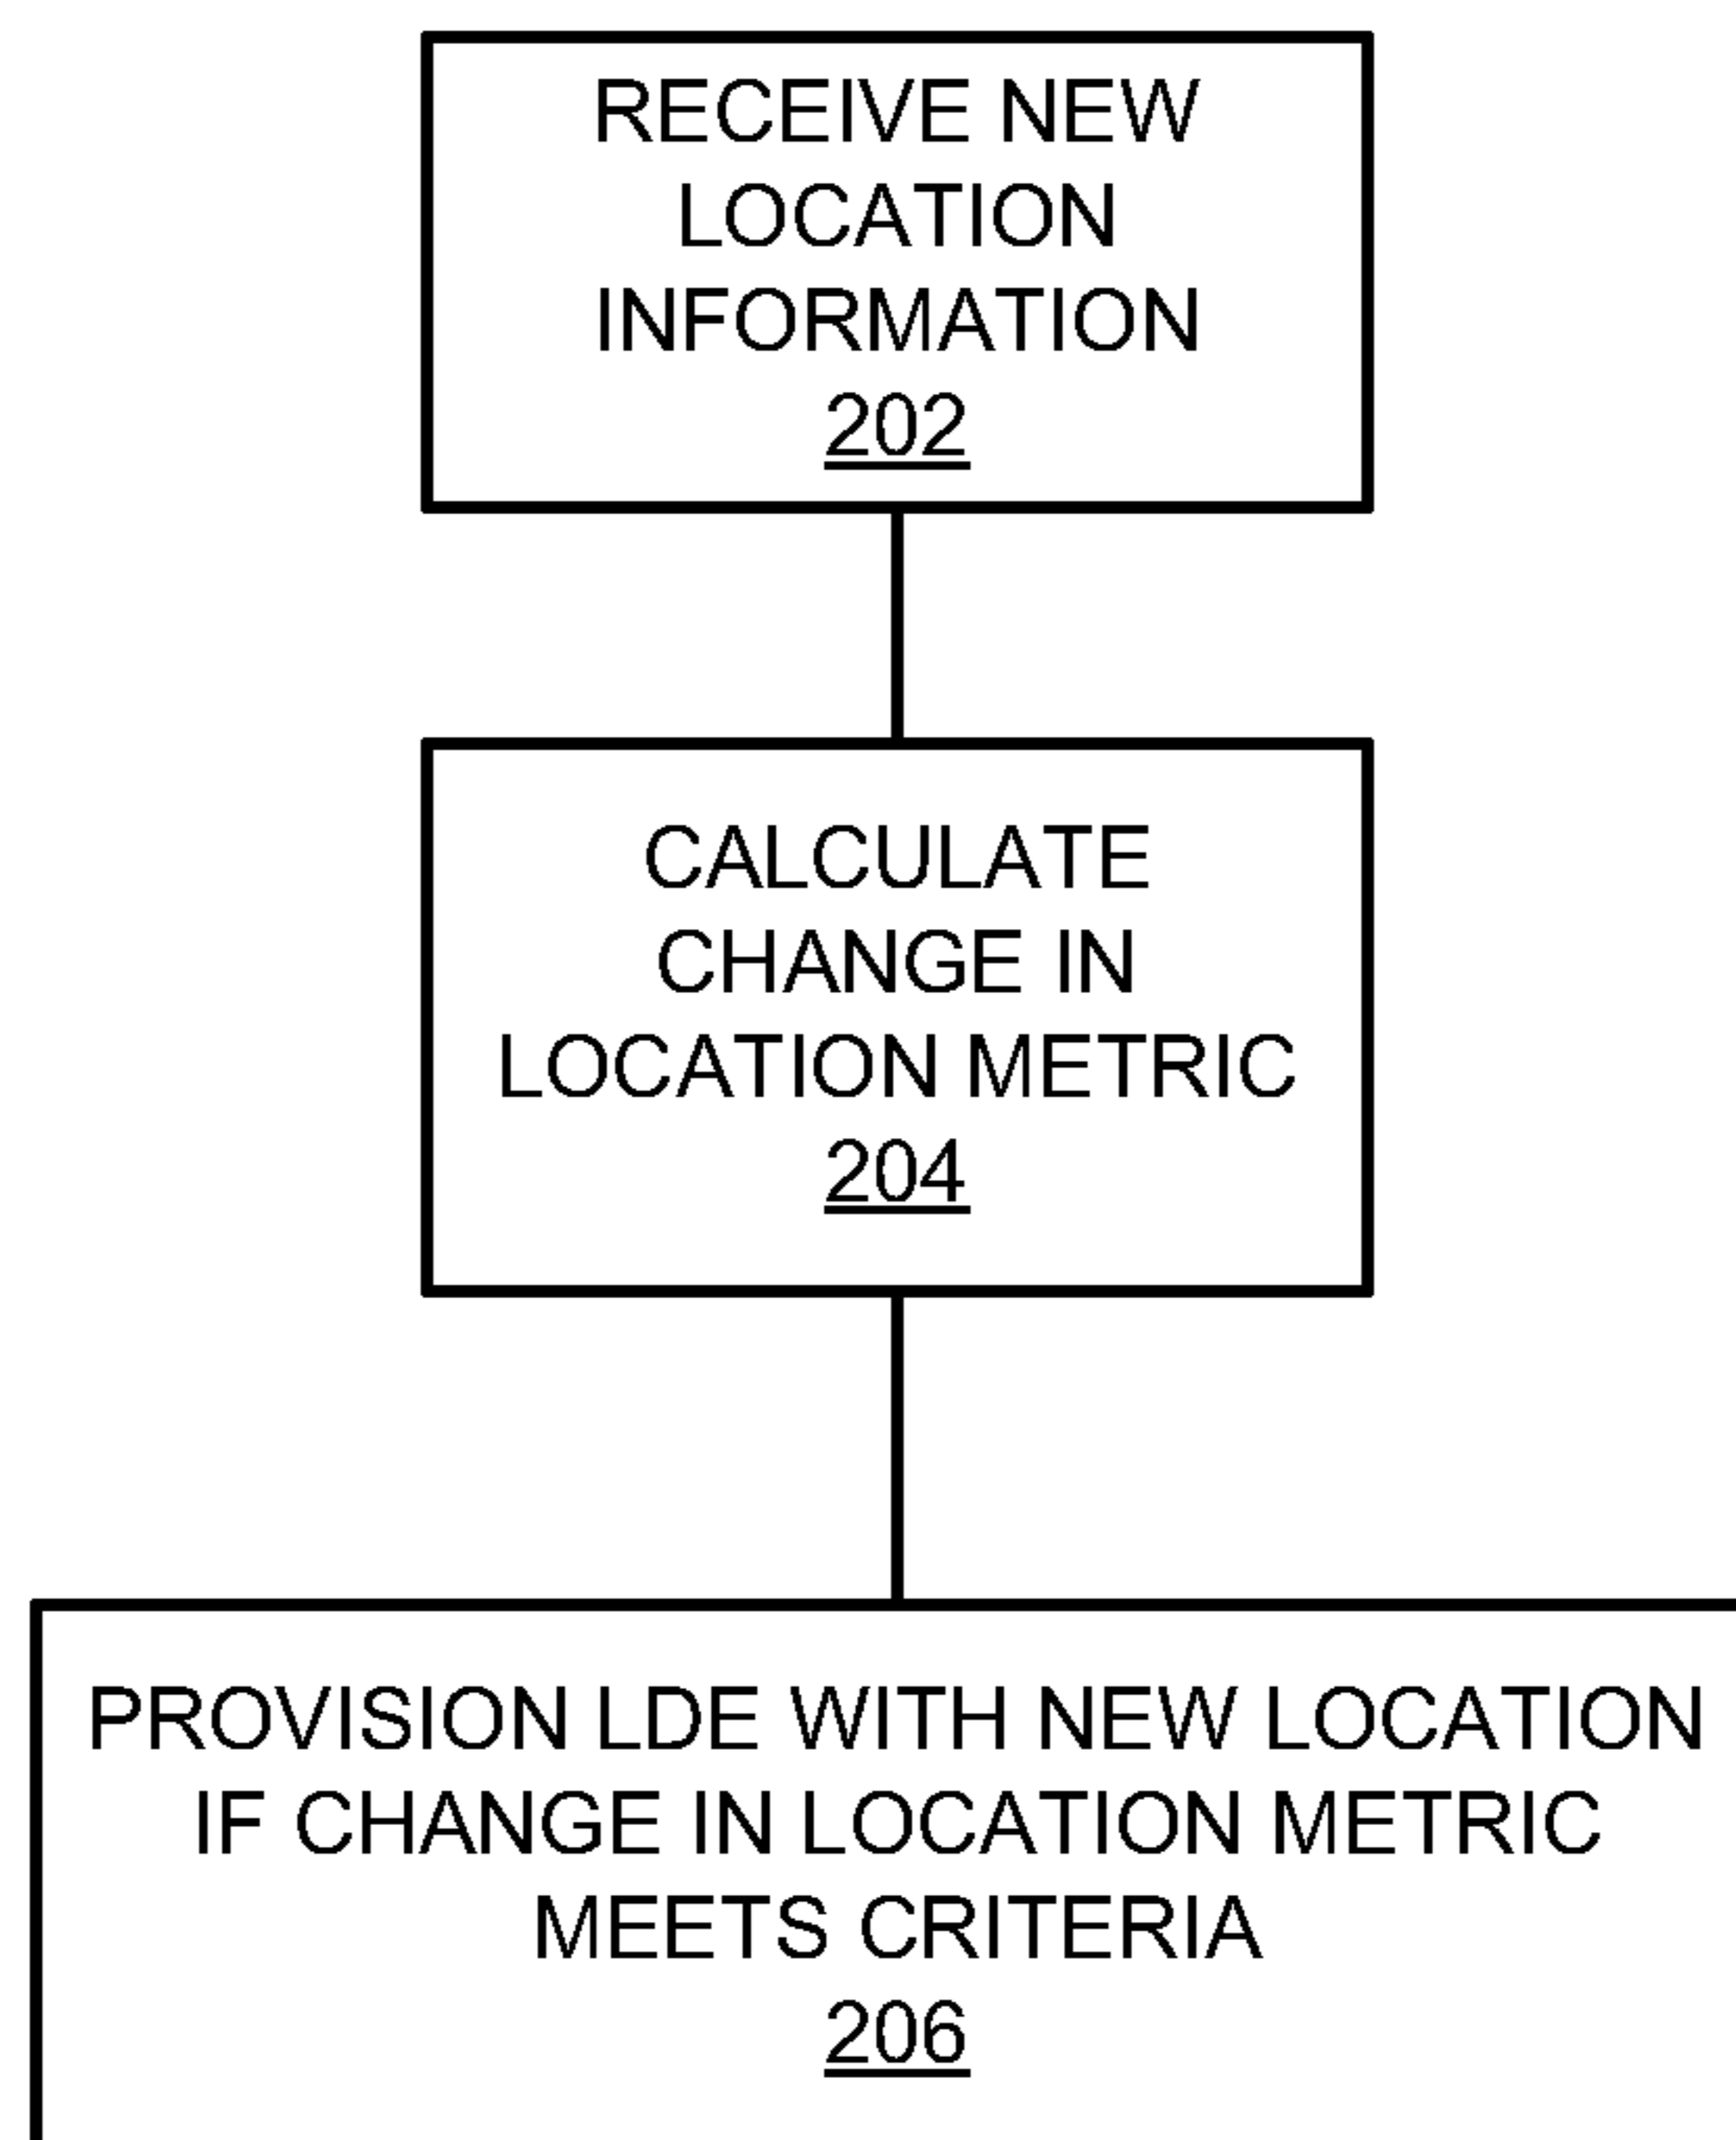 RECEIVE NEW
LOCATION
INFORMATION
202
CALCULATE
CHANGE IN
LOCATION METRIC
204
PROVISION LDE WITH NEW LOCATION
IF CHANGE IN LOCATION METRIC
MEETS CRITERIA
206